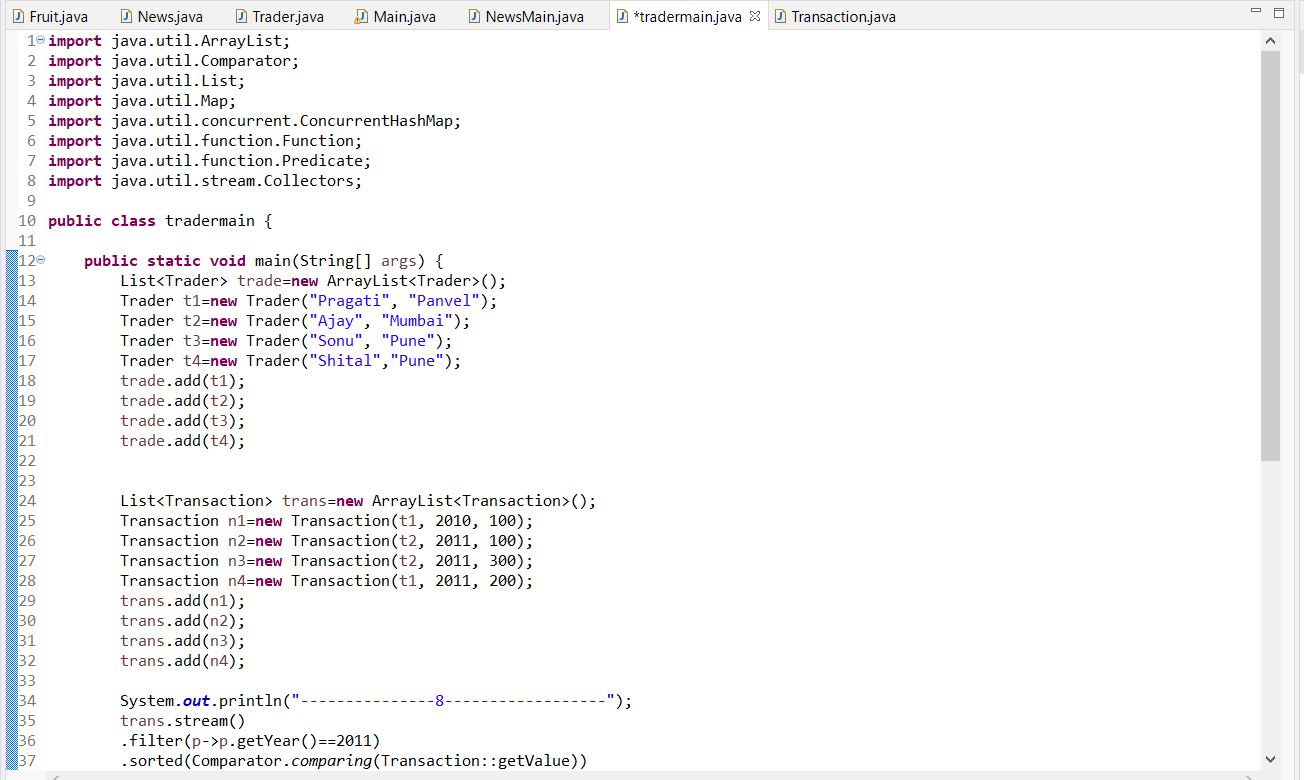 Fruit.java News.java Trader.java Main.java NewsMain.java *tradermain.java Transaction.java
1 import java.util.ArrayList;
2 import java.util.Comparator;
3 import java.util.List;
4 import java.util.Map;
5 import java.util.concurrent.ConcurrentHashMap;
6 import java.util.function.Function;
7 import java.util.function.Predicate;
8 import java.util.stream.Collectors;
9
10 public class tradermain {
11
12     public static void main(String[] args) {
13         List<Trader> trade=new ArrayList<Trader>();
14         Trader t1=new Trader("Pragati", "Panvel");
15         Trader t2=new Trader("Ajay", "Mumbai");
16         Trader t3=new Trader("Sonu", "Pune");
17         Trader t4=new Trader("Shital","Pune");
18         trade.add(t1);
19         trade.add(t2);
20         trade.add(t3);
21         trade.add(t4);
22
23
24         List<Transaction> trans=new ArrayList<Transaction>();
25         Transaction n1=new Transaction(t1, 2010, 100);
26         Transaction n2=new Transaction(t2, 2011, 100);
27         Transaction n3=new Transaction(t2, 2011, 300);
28         Transaction n4=new Transaction(t1, 2011, 200);
29         trans.add(n1);
30         trans.add(n2);
31         trans.add(n3);
32         trans.add(n4);
33
34         System.out.println("---------------8------------------");
35         trans.stream()
36         .filter(p->p.getYear()==2011)
37         .sorted(Comparator.comparing(Transaction::getValue))